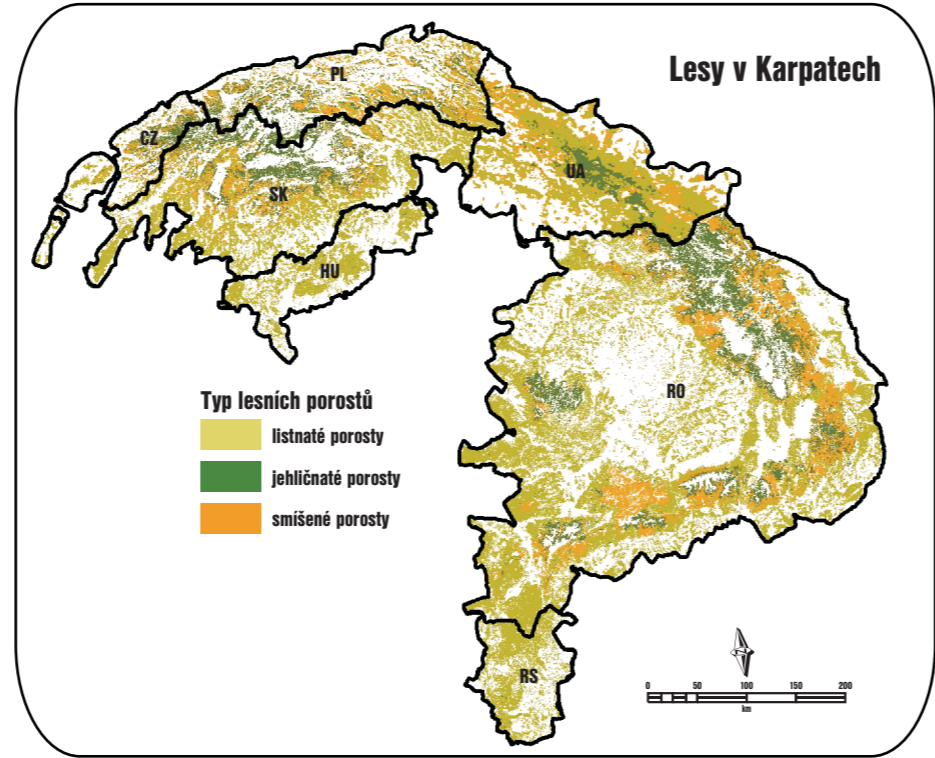 Lesy v Karpatech
PL
CZ
UA
SK
HU
RO
Typ lesních porostů
listnaté porosty
jehličnaté porosty
smíšené porosty
RS
0 50 100 150 200
km